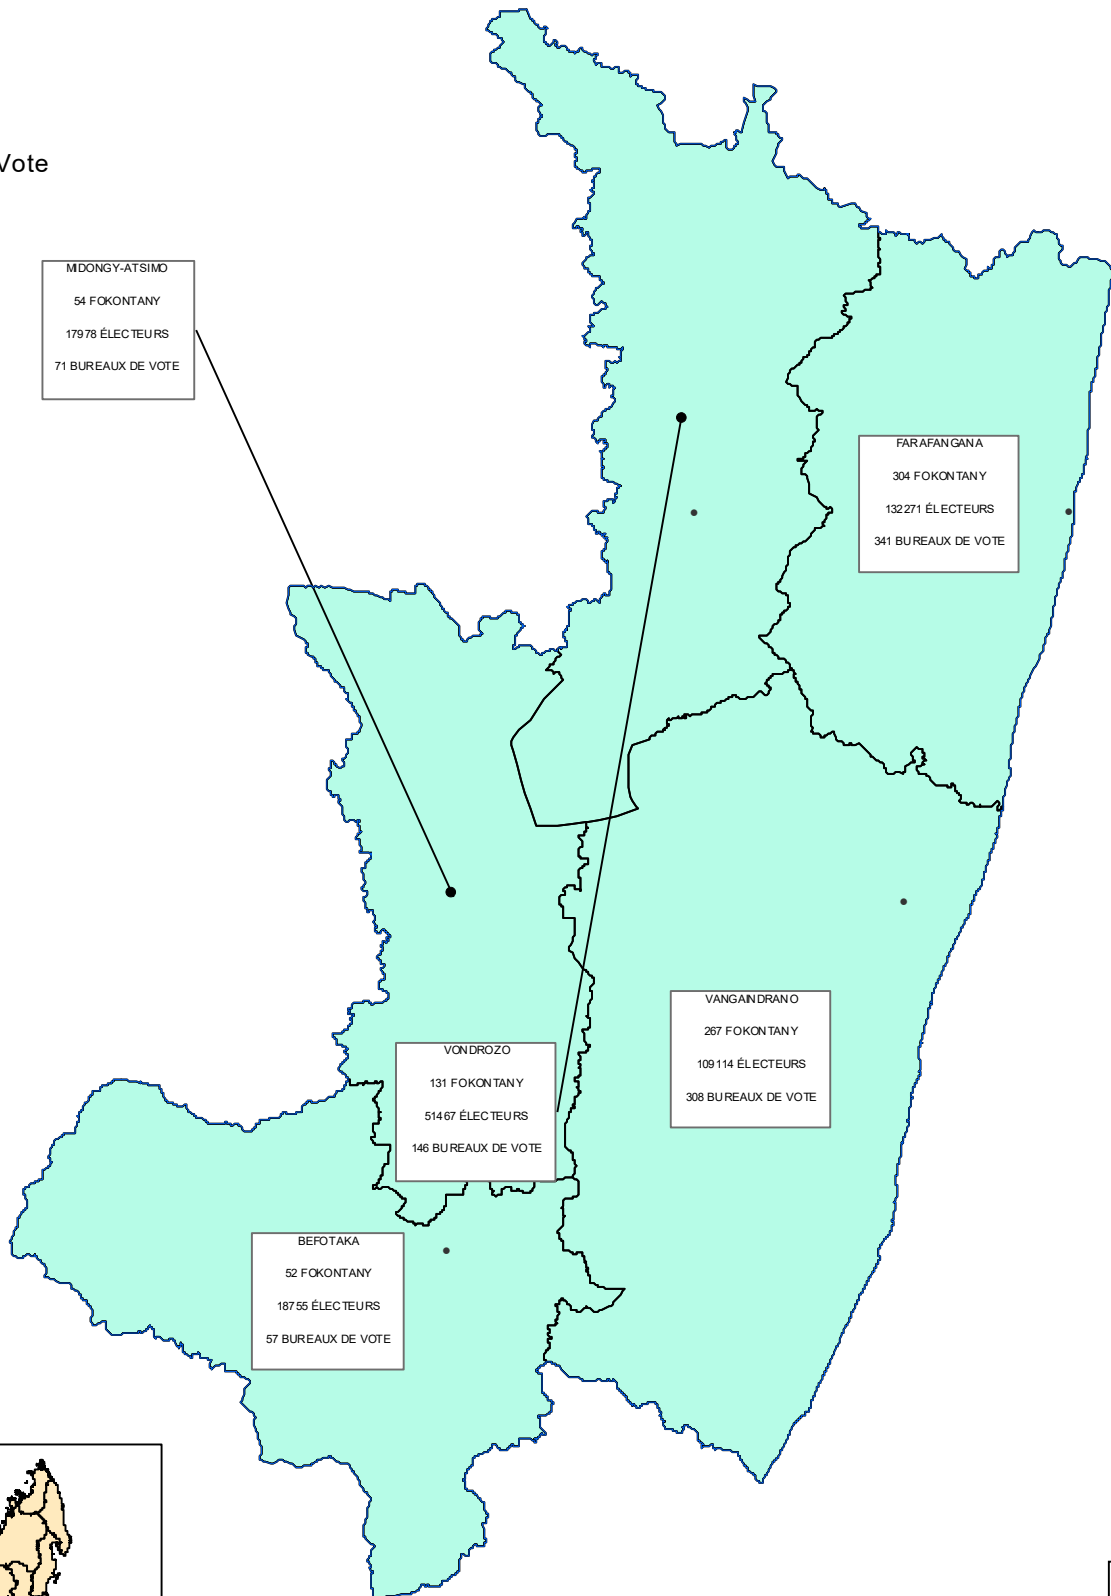 Vote
MIDONGY-ATSIMO
54 FOKONTANY
17978 ÉLECTEURS
71 BUREAUX DE VOTE
FARAFANGANA
304 FOKONTANY
132271 ÉLECTEURS
341 BUREAUX DE VOTE
VANGAINDRANO
267 FOKONTANY
109114 ÉLECTEURS
308 BUREAUX DE VOTE
VONDROZO
131 FOKONTANY
51467 ÉLECTEURS
146 BUREAUX DE VOTE
BEFOTAKA
52 FOKONTANY
18755 ÉLECTEURS
57 BUREAUX DE VOTE